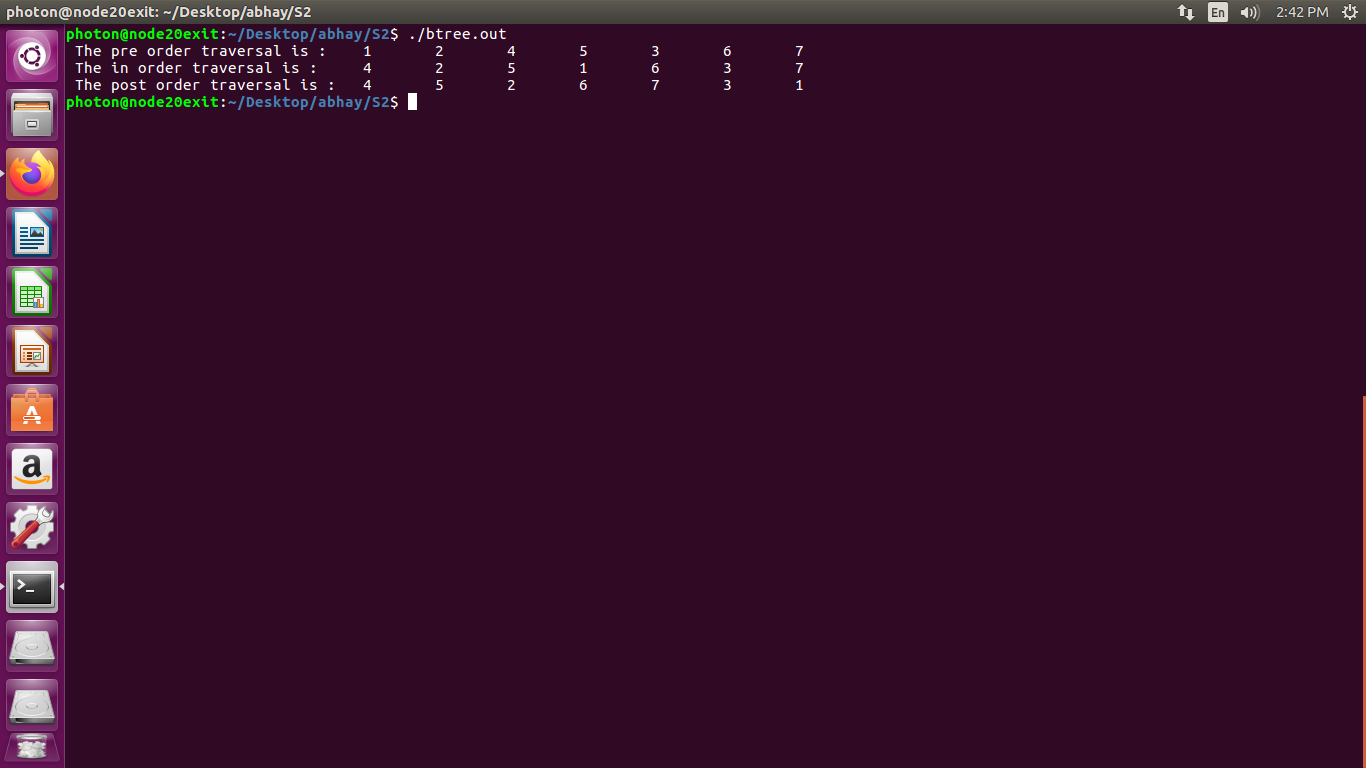 photon@node20exit: ~/Desktop/abhay/S2 En 2:42 PM
photon@node20exit:~/Desktop/abhay/S2$ ./btree.out
The pre order traversal is : 1 2 4 5 3 6 7
The in order traversal is : 4 2 5 1 6 3 7
The post order traversal is : 4 5 2 6 7 3 1
photon@node20exit:~/Desktop/abhay/S2$
A
a
>_